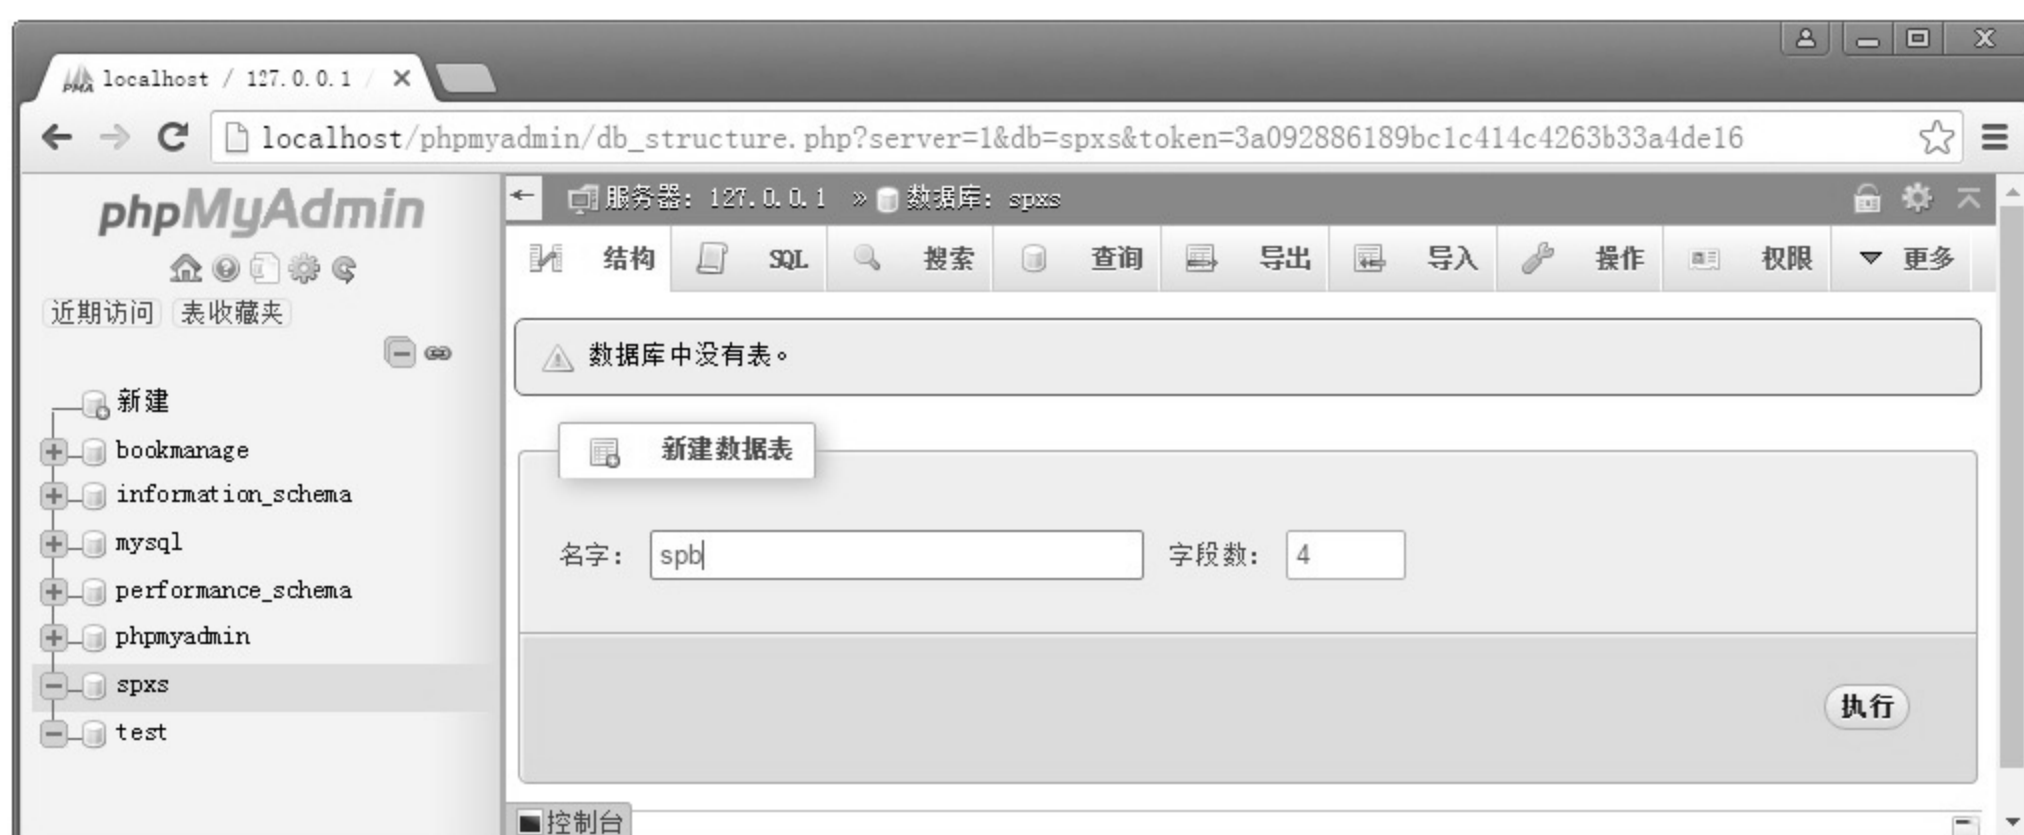 localhost / 127.0.0.1 /
localhost/phpmyadmin/db_structure.php?server=1&db=spxs&token=3a092886189bc1c414c4263b33a4de16
phpMyAdmin
近期访问 表收藏夹
新建
bookmanage
information_schema
mysql
performance_schema
phpmyadmin
spxs
test
服务器: 127.0.0.1 » 数据库: spxs
结构 SQL 搜索 查询 导出 导入 操作 权限 更多
数据库中没有表。
新建数据表
名字: spb 字段数: 4
执行
控制台